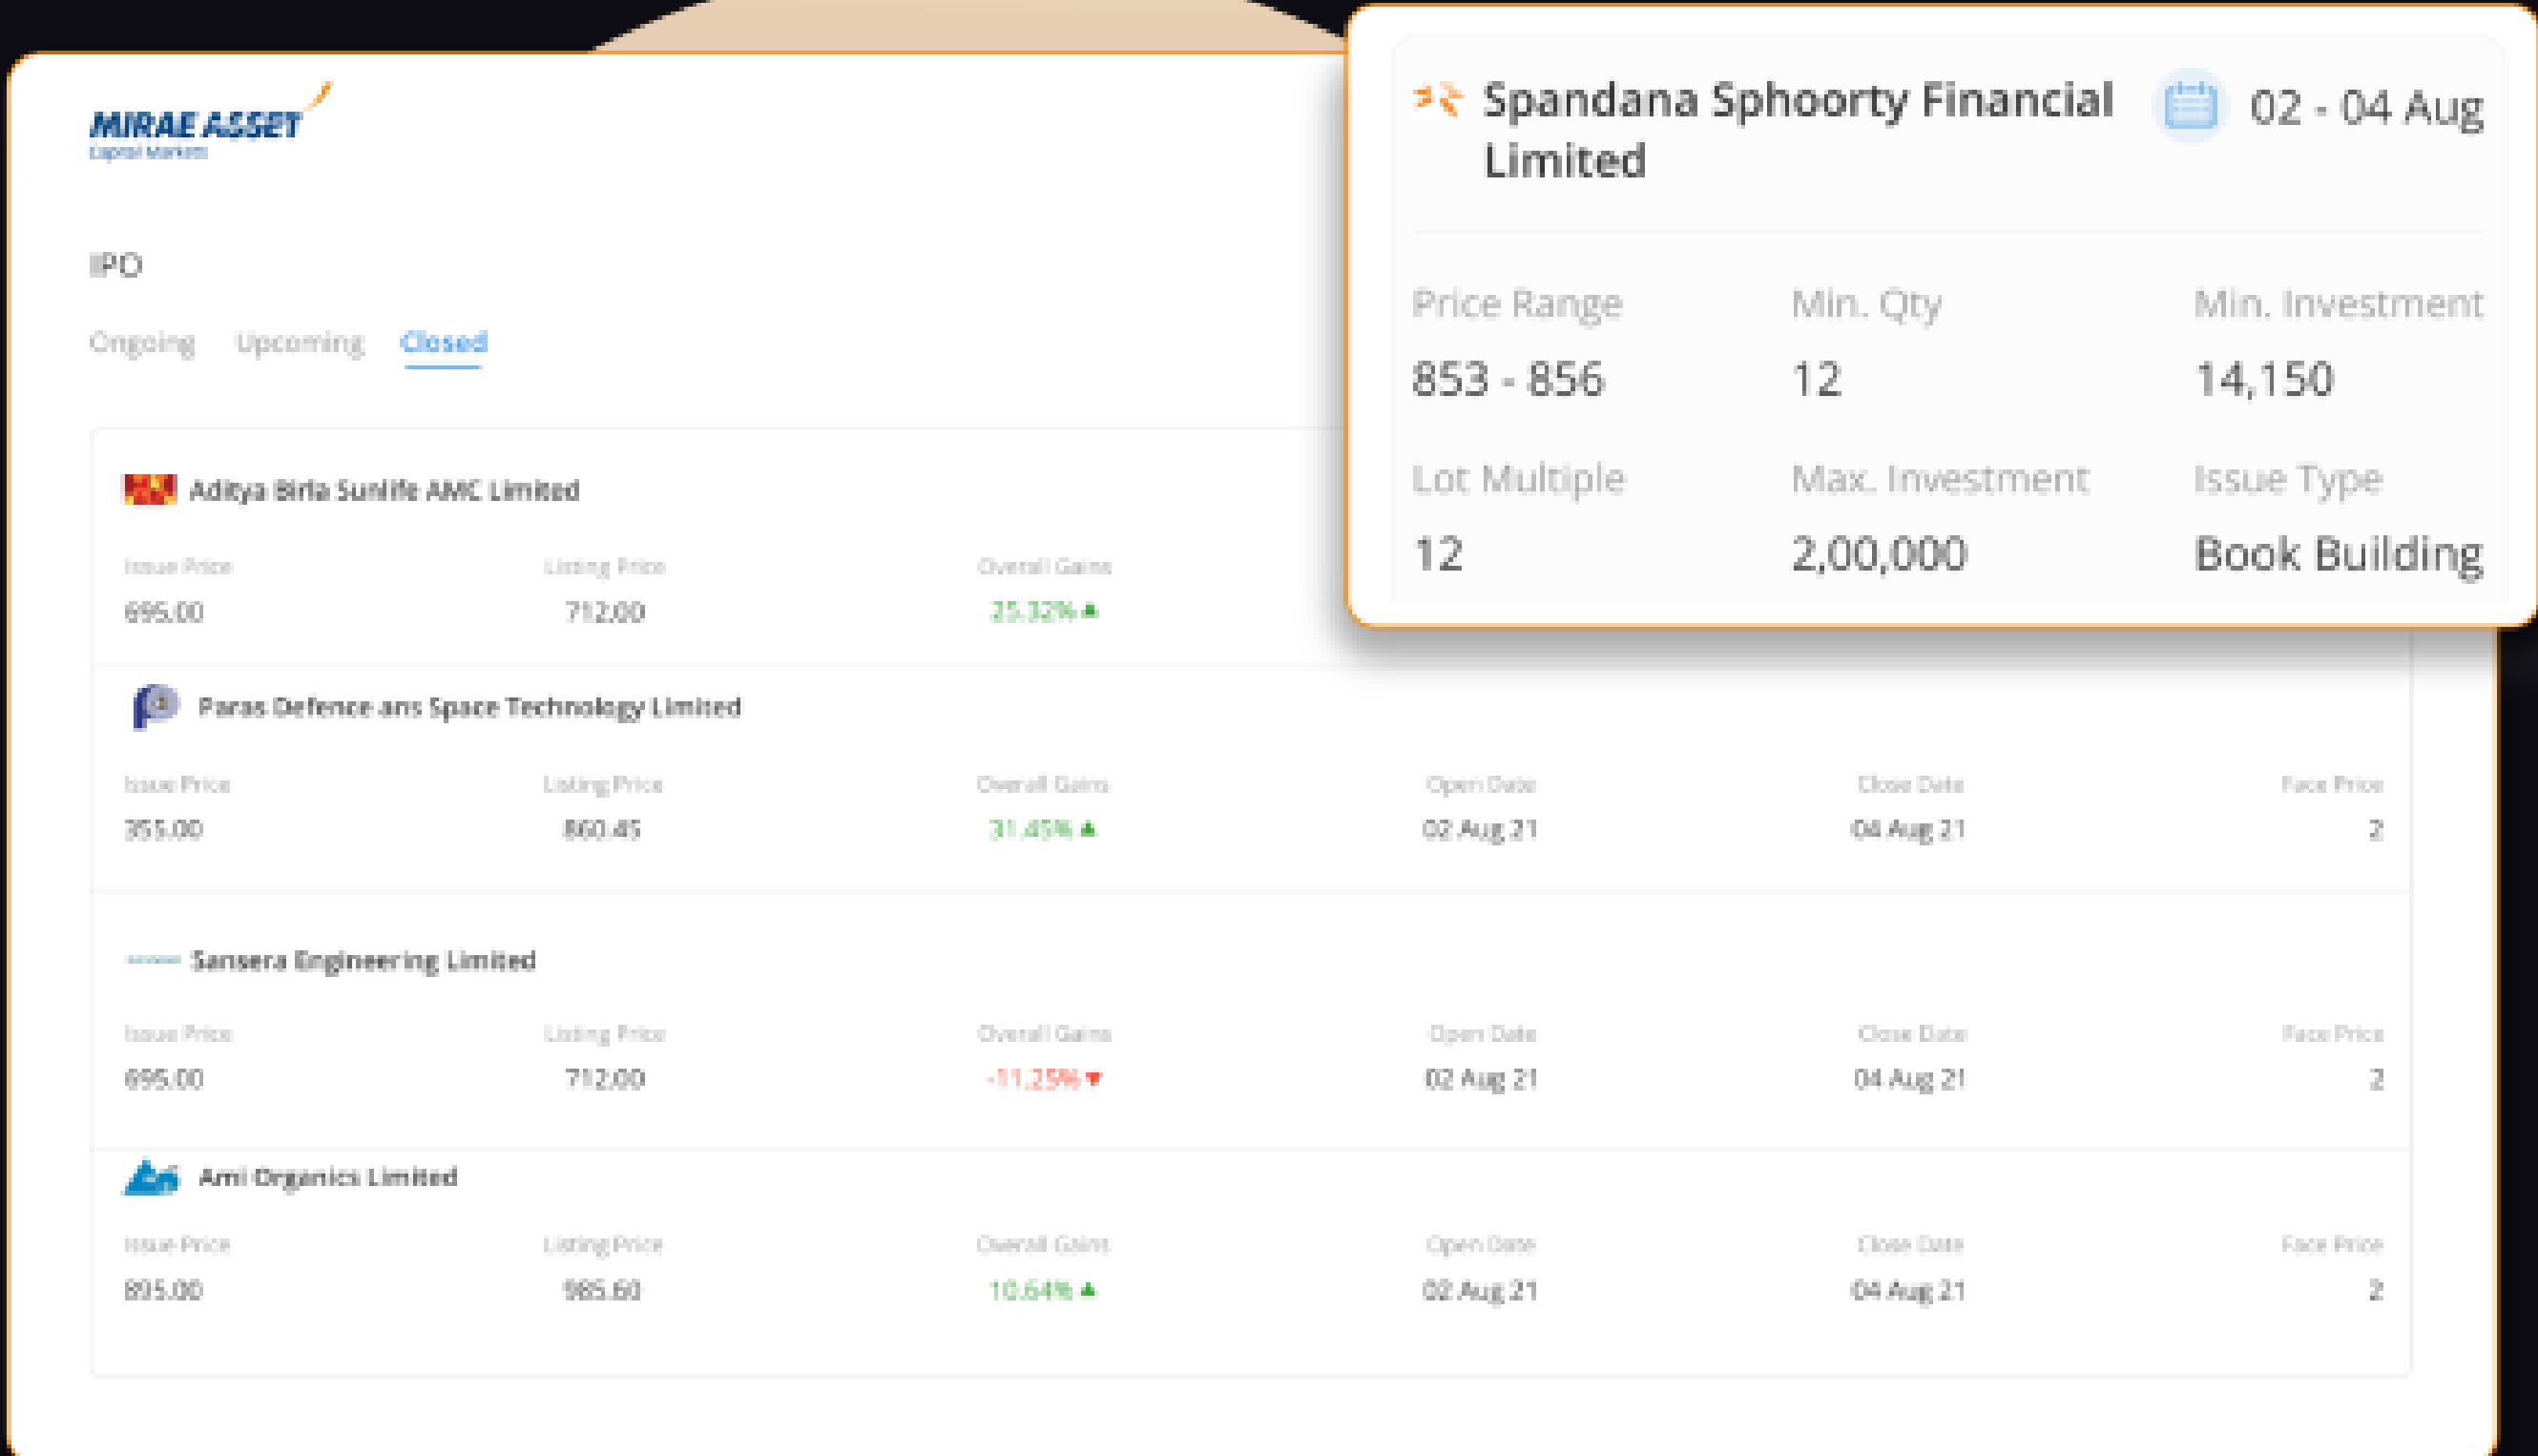 MIRAE ASSET
Capital Markets
IPO
Ongoing Upcoming Closed
Aditya Birla Sunlife AMC Limited
Issue Price Listing Price Overall Gains
695.00 712.00 25.32%
Paras Defence ans Space Technology Limited
Issue Price Listing Price Overall Gains Open Date Close Date Face Price
355.00 860.45 31.45% 02 Aug 21 04 Aug 21 2
Sansera Engineering Limited
Issue Price Listing Price Overall Gains Open Date Close Date Face Price
695.00 712.00 -11.25% 02 Aug 21 04 Aug 21 2
Ami Organics Limited
Issue Price Listing Price Overall Gains Open Date Close Date Face Price
895.00 985.60 10.64% 02 Aug 21 04 Aug 21 2
Spandana Sphoorty Financial
Limited
02 - 04 Aug
Price Range Min. Qty Min. Investment
853 - 856 12 14,150
Lot Multiple Max. Investment Issue Type
12 2,00,000 Book Building